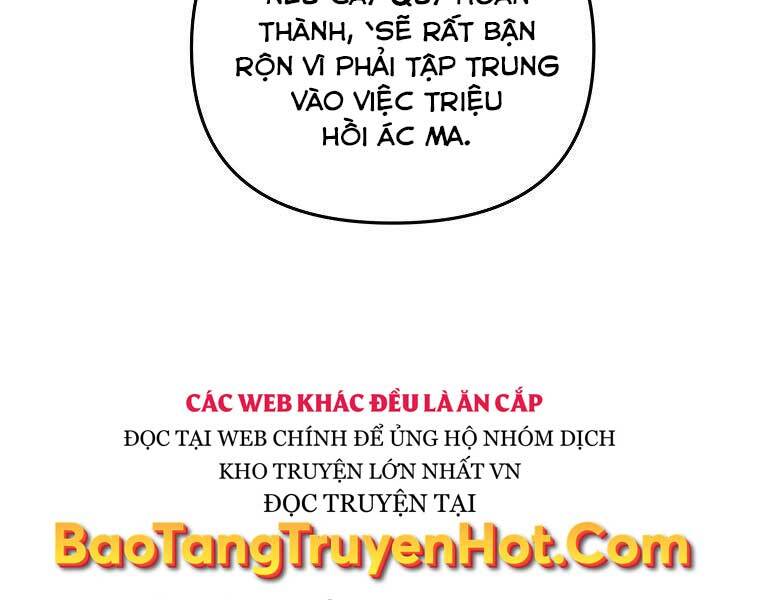 THÀNH, 'SẼ RẤT BẬN
RỘN VÌ PHẢI TẬP TRUNG
VÀO VIỆC TRIỆU
HỒI ÁC MA.
CÁC WEB KHÁC ĐỀU LÀ ĂN CẮP
ĐỌC TẠI WEB CHÍNH ĐỂ ỦNG HỘ NHÓM DỊCH
KHO TRUYỆN LỚN NHẤT VN
ĐỌC TRUYỆN TẠI
BaoTangTruyenHot.Com